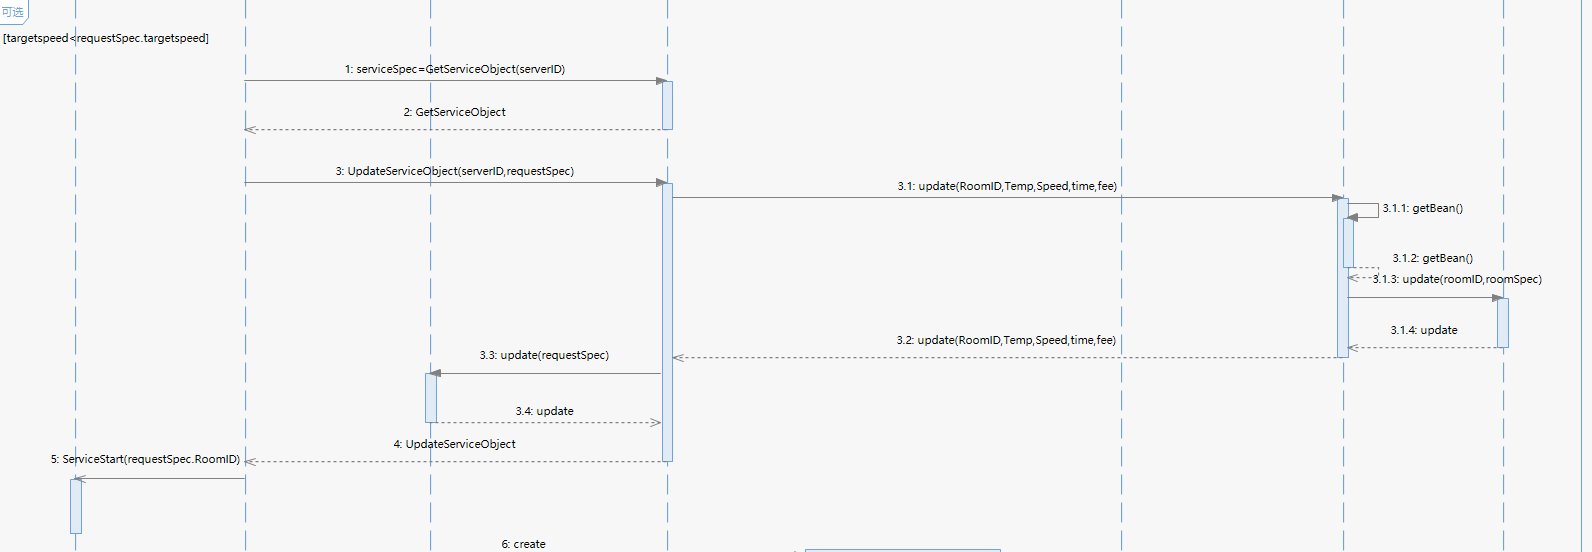 可选
[targetspeed<requestSpec.targetspeed]
1: serviceSpec=GetServiceObject(serverID)
2: GetServiceObject
3: UpdateServiceObject(serverID,requestSpec)
3.1: update(RoomID,Temp,Speed,time,fee)
3.1.1: getBean()
3.1.2: getBean()
3.1.3: update(roomID,roomSpec)
3.1.4: update
3.2: update(RoomID,Temp,Speed,time,fee)
3.3: update(requestSpec)
3.4: update
4: UpdateServiceObject
5: ServiceStart(requestSpec.RoomID)
6: create